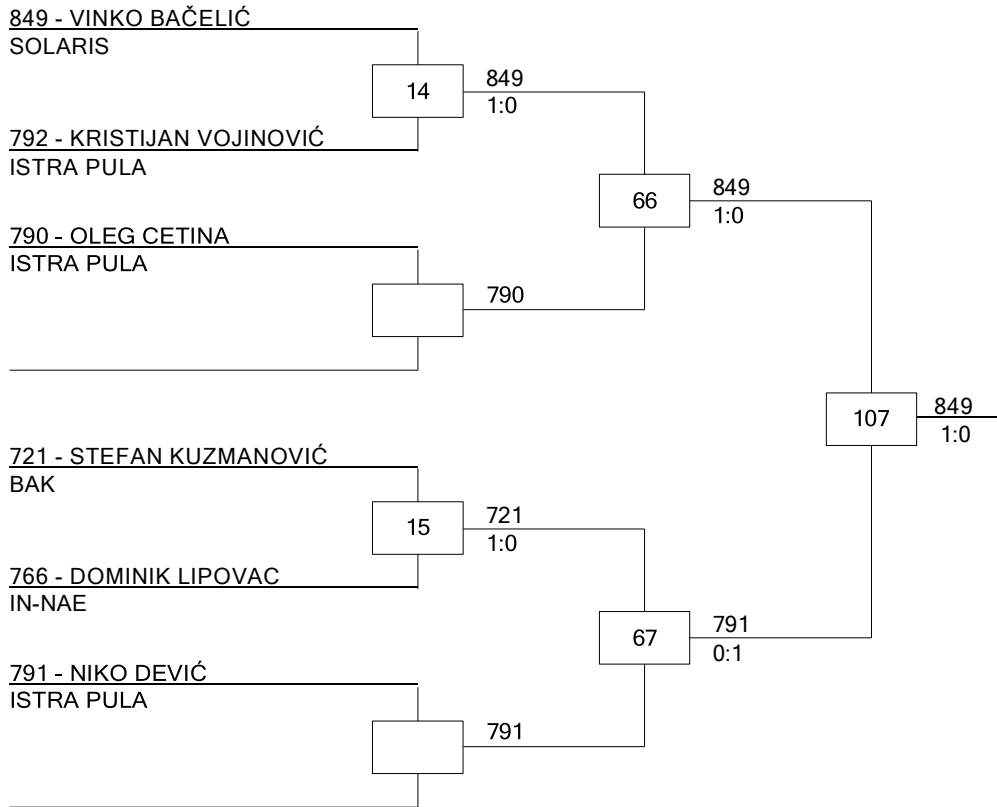 849 - VINKO BAČELIĆ
SOLARIS
14
849
1:0
792 - KRISTIJAN VOJINOVIĆ
ISTRA PULA
66
849
1:0
790 - OLEG CETINA
ISTRA PULA
790
107
849
1:0
721 - STEFAN KUZMANOVIĆ
BAK
15
721
1:0
766 - DOMINIK LIPOVAC
IN-NAE
67
791
0:1
791 - NIKO DEVIĆ
ISTRA PULA
791